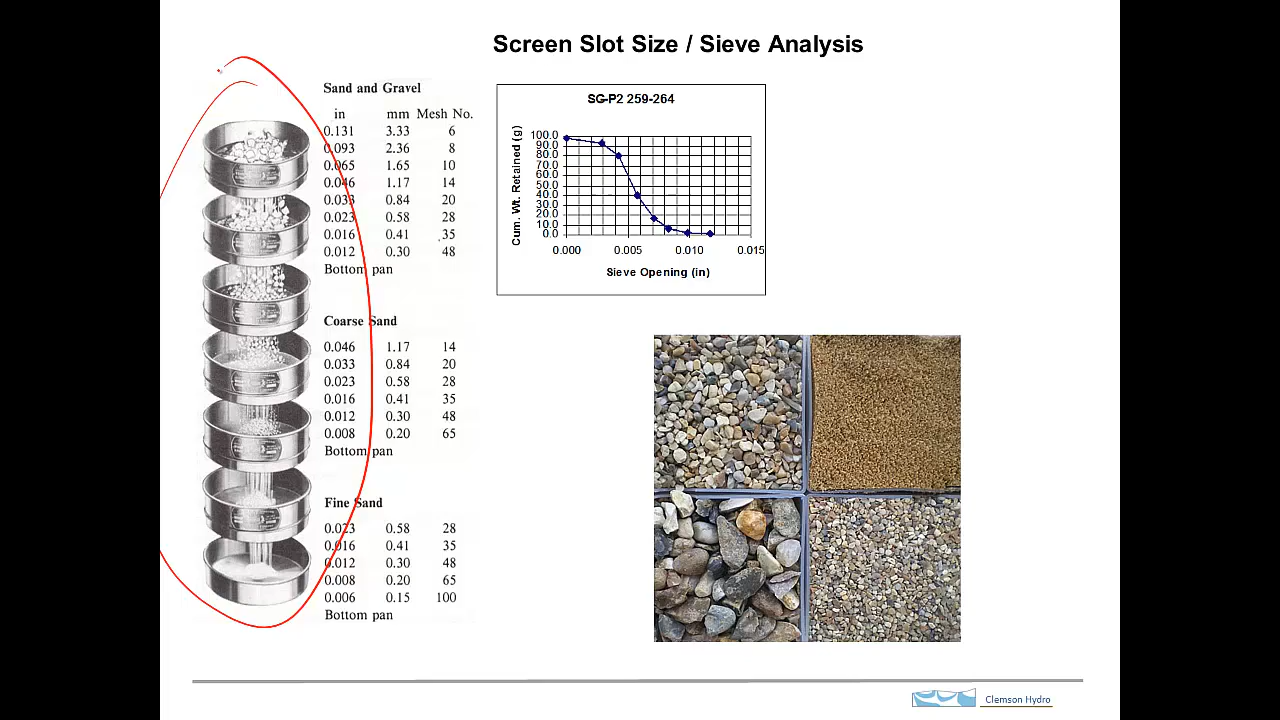 Screen Slot Size / Sieve Analysis
Sand and Gravel
in mm Mesh No.
0.131 3.33 6
0.093 2.36 8
0.065 1.65 10
0.046 1.17 14
0.033 0.84 20
0.023 0.58 28
0.016 0.41 35
0.012 0.30 48
Bottom pan
Coarse Sand
0.046 1.17 14
0.033 0.84 20
0.023 0.58 28
0.016 0.41 35
0.012 0.30 48
0.008 0.20 65
Bottom pan
Fine Sand
0.023 0.58 28
0.016 0.41 35
0.012 0.30 48
0.008 0.20 65
0.006 0.15 100
Bottom pan
SG-P2 259-264
Cum. Wt. Retained (g)
100.0
90.0
80.0
70.0
60.0
50.0
40.0
30.0
20.0
10.0
0.0
0.000 0.005 0.010 0.015
Sieve Opening (in)
Clemson Hydro